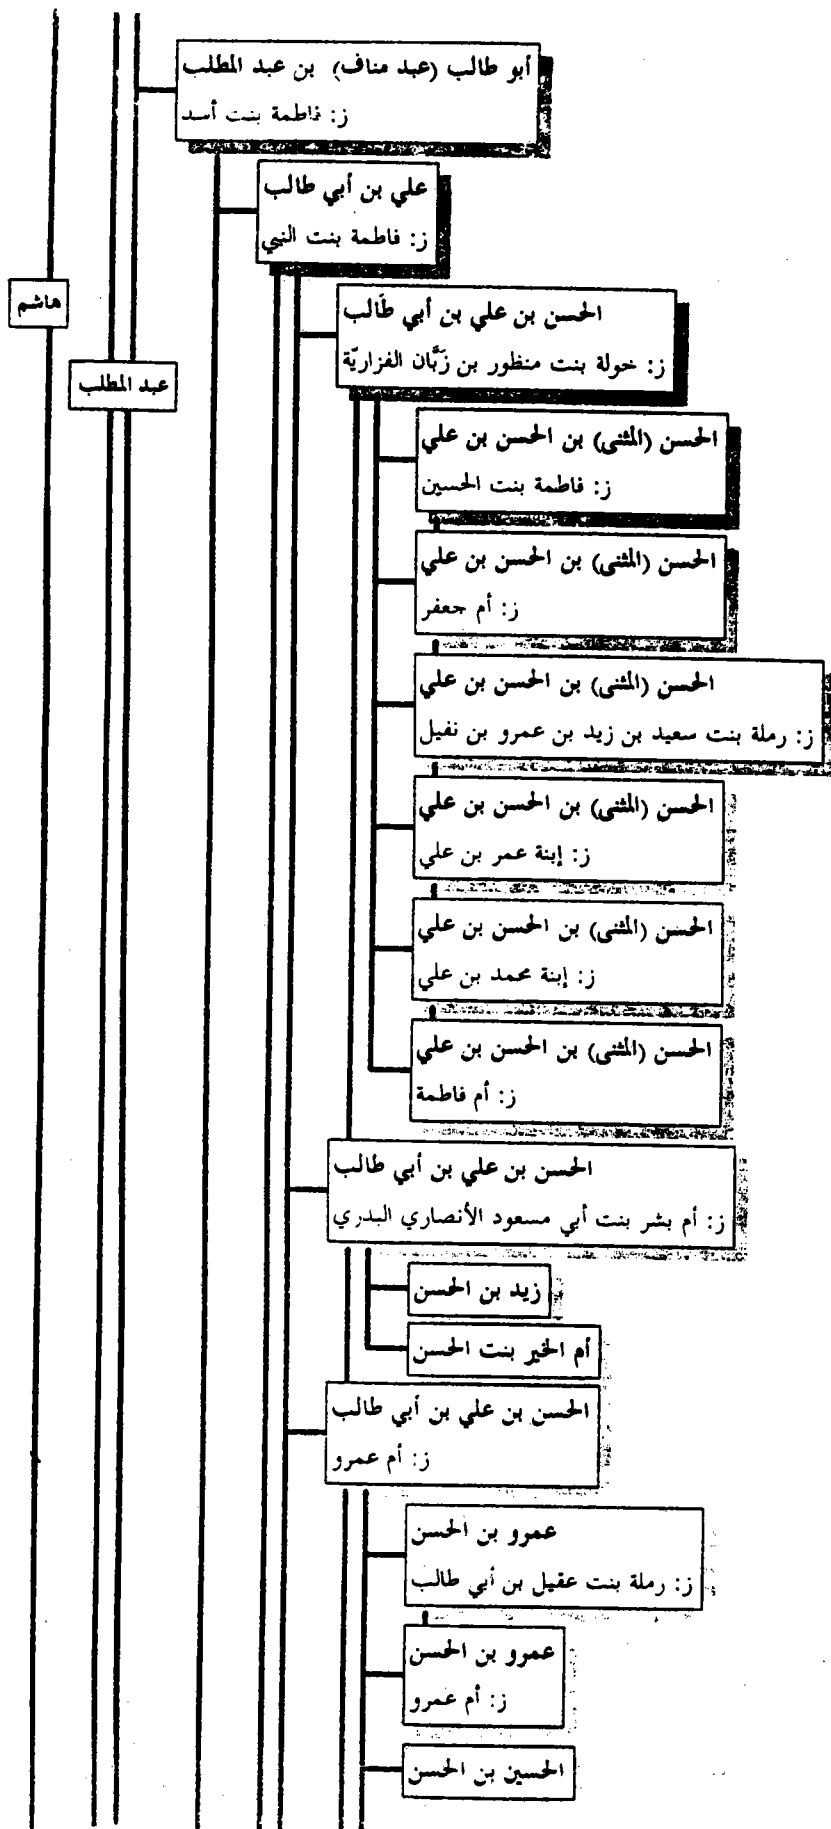 أبو طالب (عبد مناف) بن عبد المطلب
ز: فاطمة بنت أسد
علي بن أبي طالب
ز: فاطمة بنت النبي
هاشم
عبد المطلب
الحسن بن علي بن أبي طَالب
ز: خولة بنت منظور بن زَبَّان الفزاريّة
الحسن (المثنى) بن الحسن بن علي
ز: فاطمة بنت الحسين
الحسن (المثنى) بن الحسن بن علي
ز: أم جعفر
الحسن (المثنى) بن الحسن بن علي
ز: رملة بنت سعيد بن زيد بن عمرو بن نفيل
الحسن (المثنى) بن الحسن بن علي
ز: إبنة عمر بن علي
الحسن (المثنى) بن الحسن بن علي
ز: إبنة محمد بن علي
الحسن (المثنى) بن الحسن بن علي
ز: أم فاطمة
الحسن بن علي بن أبي طالب
ز: أم بشر بنت أبي مسعود الأنصاري البدري
زيد بن الحسن
أم الخير بنت الحسن
الحسن بن علي بن أبي طالب
ز: أم عمرو
عمرو بن الحسن
ز: رملة بنت عقيل بن أبي طالب
عمرو بن الحسن
ز: أم عمرو
الحسين بن الحسن